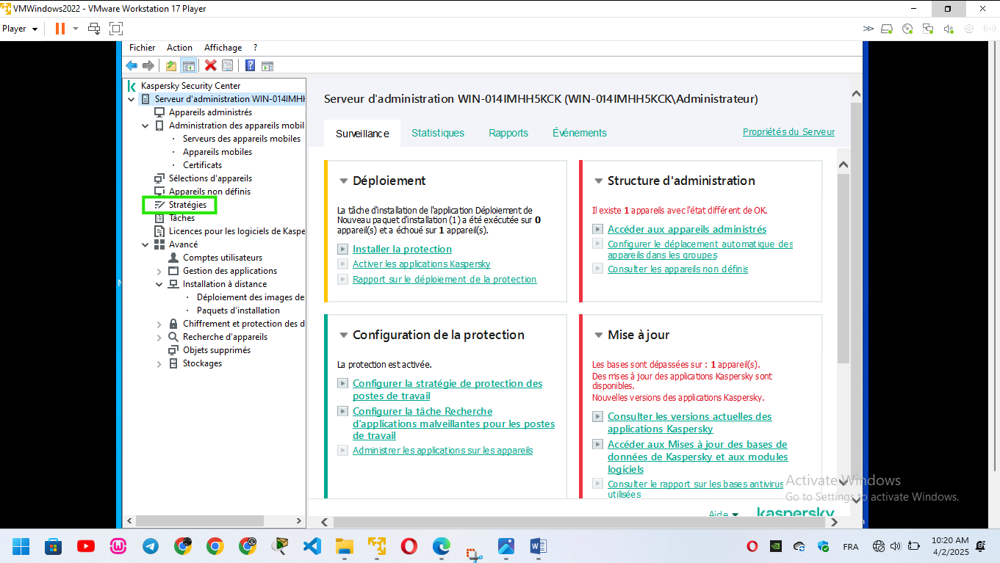 VMWindows2022 - VMware Workstation 17 Player
Player
Fichier Action Affichage ?
Kaspersky Security Center
Serveur d'administration WIN-014IMHH
Appareils administrés
Administration des appareils mobil
Serveurs des appareils mobiles
Appareils mobiles
Certificats
Sélections d'appareils
Appareils non définis
Stratégies
Tâches
Licences pour les logiciels de Kaspe
Avancé
Comptes utilisateurs
Gestion des applications
Installation à distance
Déploiement des images de
Paquets d'installation
Chiffrement et protection des d
Recherche d'appareils
Objets supprimés
Stockages
Serveur d'administration WIN-014IMHH5KCK (WIN-014IMHH5KCK\Administrateur)
Surveillance Statistiques Rapports Événements Propriétés du Serveur
Déploiement
La tâche d'installation de l'application Déploiement de
Nouveau paquet d'installation (1) a été exécutée sur 0
appareil(s) et a échoué sur 1 appareil(s).
Installer la protection
Activer les applications Kaspersky
Rapport sur le déploiement de la protection
Structure d'administration
Il existe 1 appareils avec l'état différent de OK.
Accéder aux appareils administrés
Configurer le déplacement automatique des
appareils dans les groupes
Consulter les appareils non définis
Configuration de la protection
La protection est activée.
Configurer la stratégie de protection des
postes de travail
Configurer la tâche Recherche
d'applications malveillantes pour les postes
de travail
Administrer les applications sur les appareils
Mise à jour
Les bases sont dépassées sur : 1 appareil(s).
Des mises à jour des applications Kaspersky sont
disponibles.
Nouvelles versions des applications Kaspersky.
Consulter les versions actuelles des
applications Kaspersky
Accéder aux Mises à jour des bases de
données de Kaspersky et aux modules
logiciels
Consulter le rapport sur les bases antivirus
utilisées
Aide kaspersky
Activate Windows
Go to Settings to activate Windows.
FRA
10:20 AM
4/2/2025